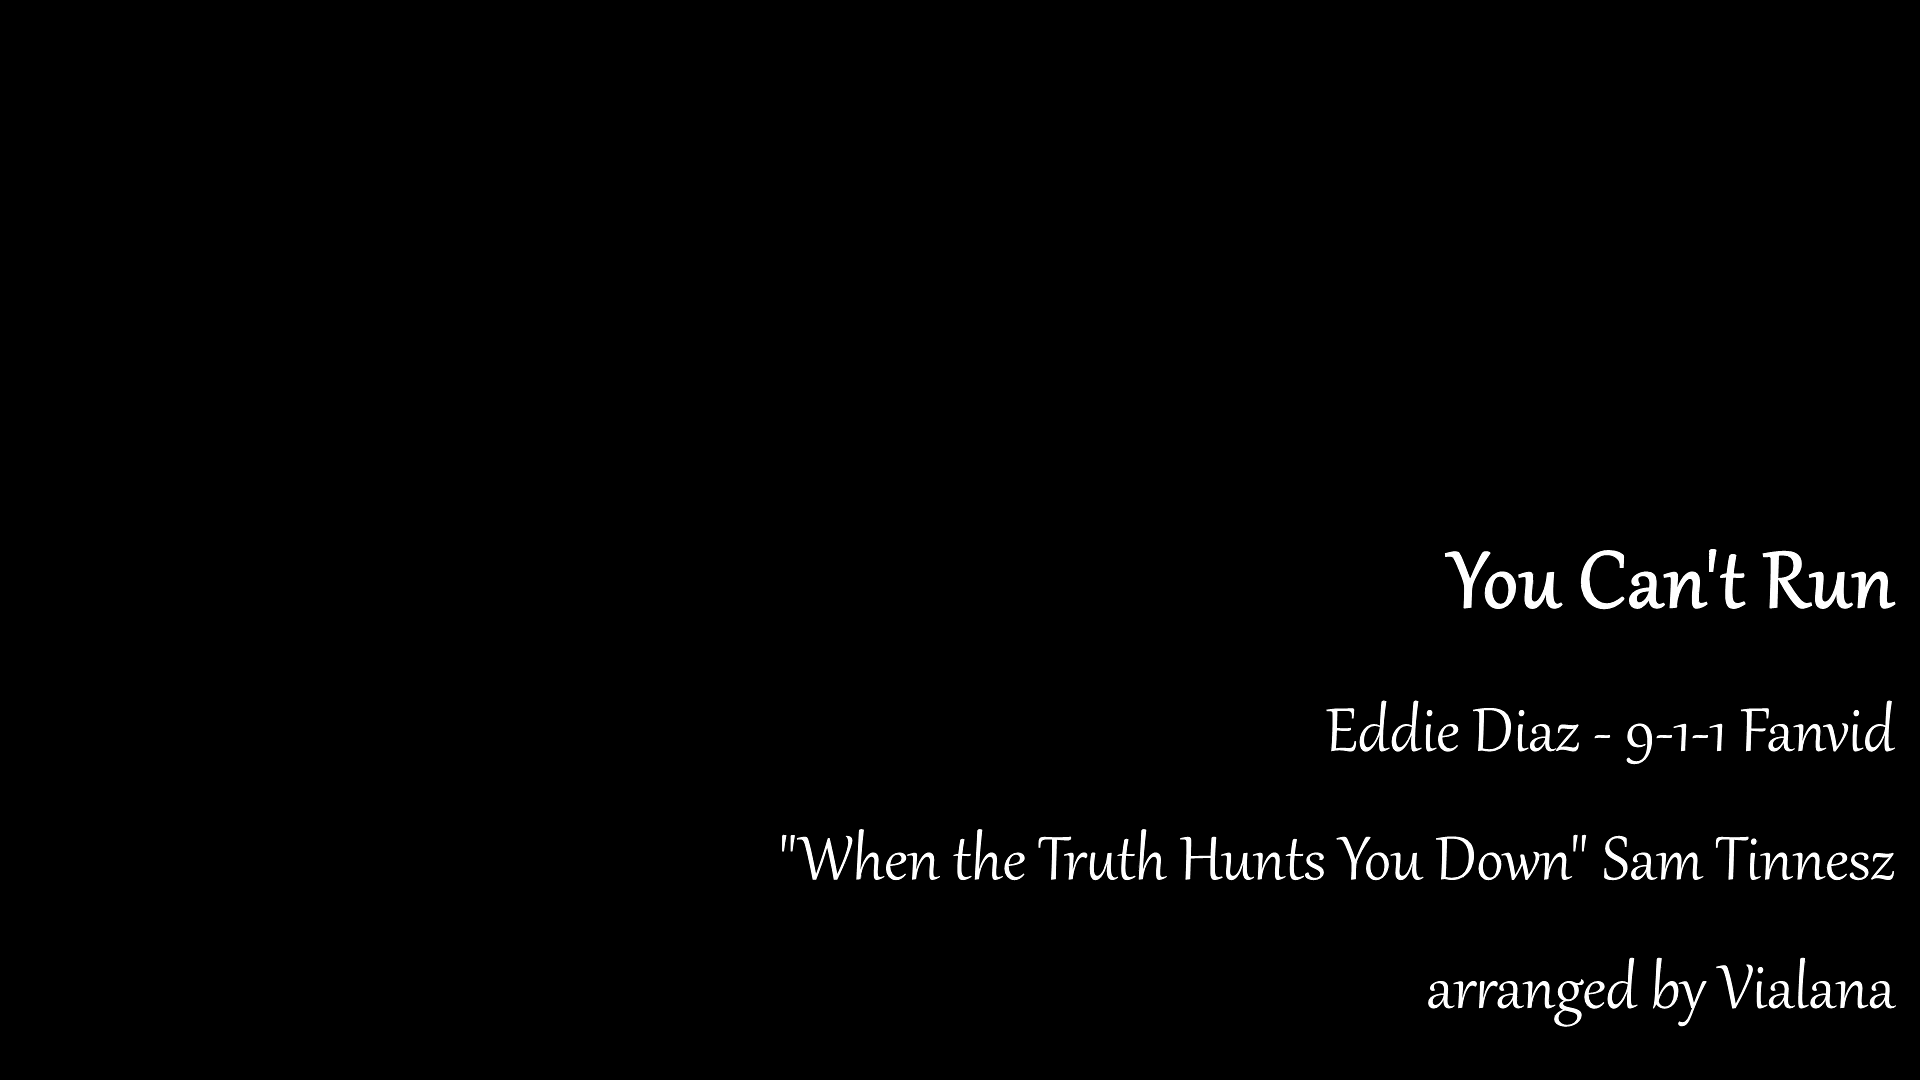 You Can't Run
Eddie Diaz - 9-1-1 Fanvid
"When the Truth Hunts You Down" Sam Tinnesz
arranged by Vialana